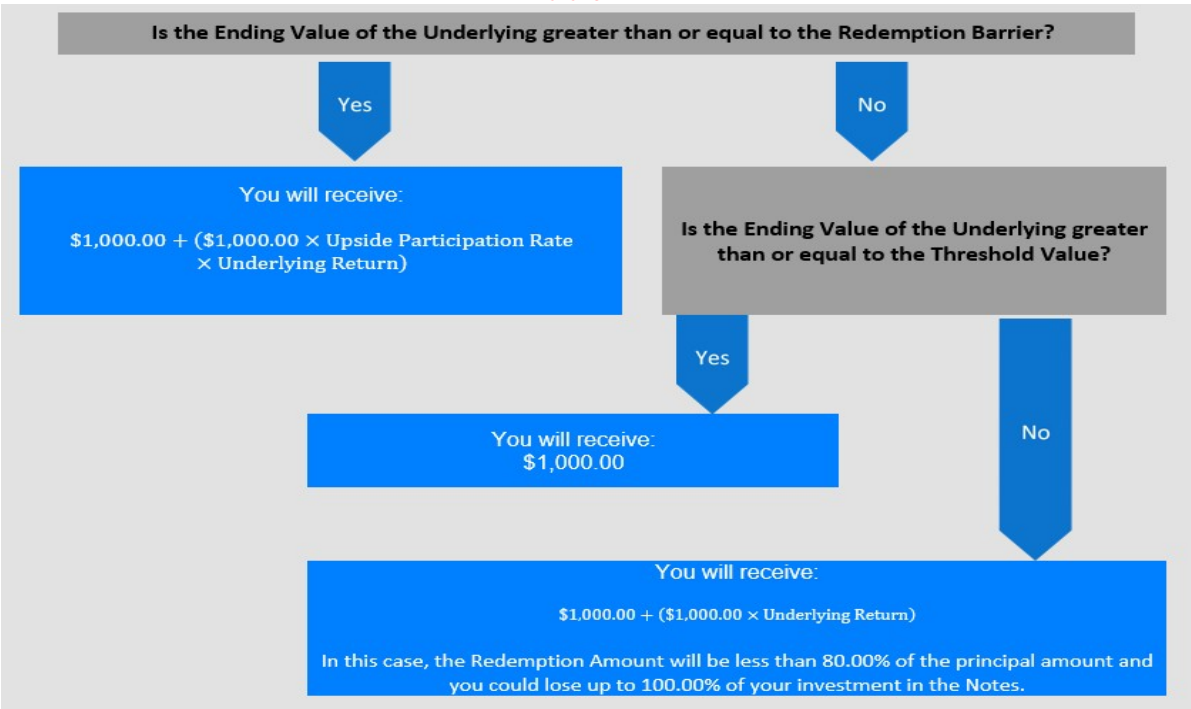 Is the Ending Value of the Underlying greater than or equal to the Redemption Barrier?
Yes
No
You will receive:
$1,000.00 + ($1,000.00 × Upside Participation Rate
× Underlying Return)
Is the Ending Value of the Underlying greater
than or equal to the Threshold Value?
Yes
You will receive:
$1,000.00
No
You will receive:
$1,000.00 + ($1,000.00 × Underlying Return)
In this case, the Redemption Amount will be less than 80.00% of the principal amount and
you could lose up to 100.00% of your investment in the Notes.